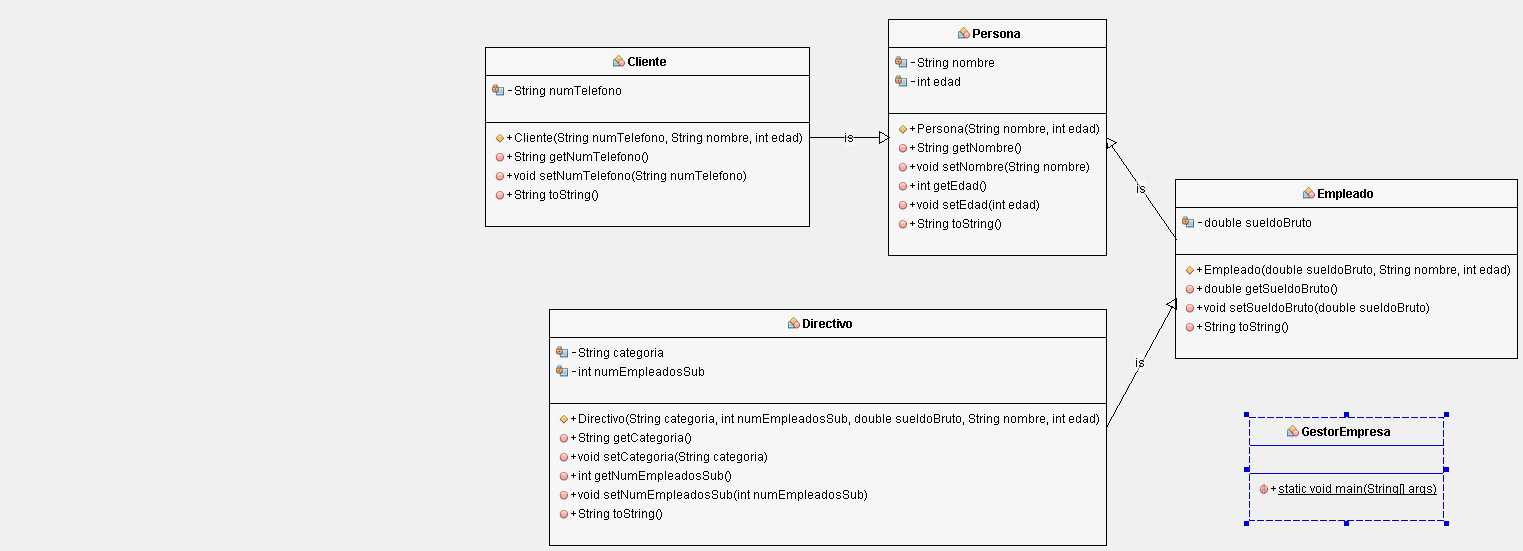 Cliente
-String numTelefono
+Cliente(String numTelefono, String nombre, int edad)
+String getNumTelefono()
+void setNumTelefono(String numTelefono)
+String toString()
is
Persona
-String nombre
-int edad
+Persona(String nombre, int edad)
+String getNombre()
+void setNombre(String nombre)
+int getEdad()
+void setEdad(int edad)
+String toString()
is
Empleado
-double sueldoBruto
+Empleado(double sueldoBruto, String nombre, int edad)
+double getSueldoBruto()
+void setSueldoBruto(double sueldoBruto)
+String toString()
is
Directivo
-String categoria
-int numEmpleadosSub
+Directivo(String categoria, int numEmpleadosSub, double sueldoBruto, String nombre, int edad)
+String getCategoria()
+void setCategoria(String categoria)
+int getNumEmpleadosSub()
+void setNumEmpleadosSub(int numEmpleadosSub)
+String toString()
GestorEmpresa
+static void main(String[] args)